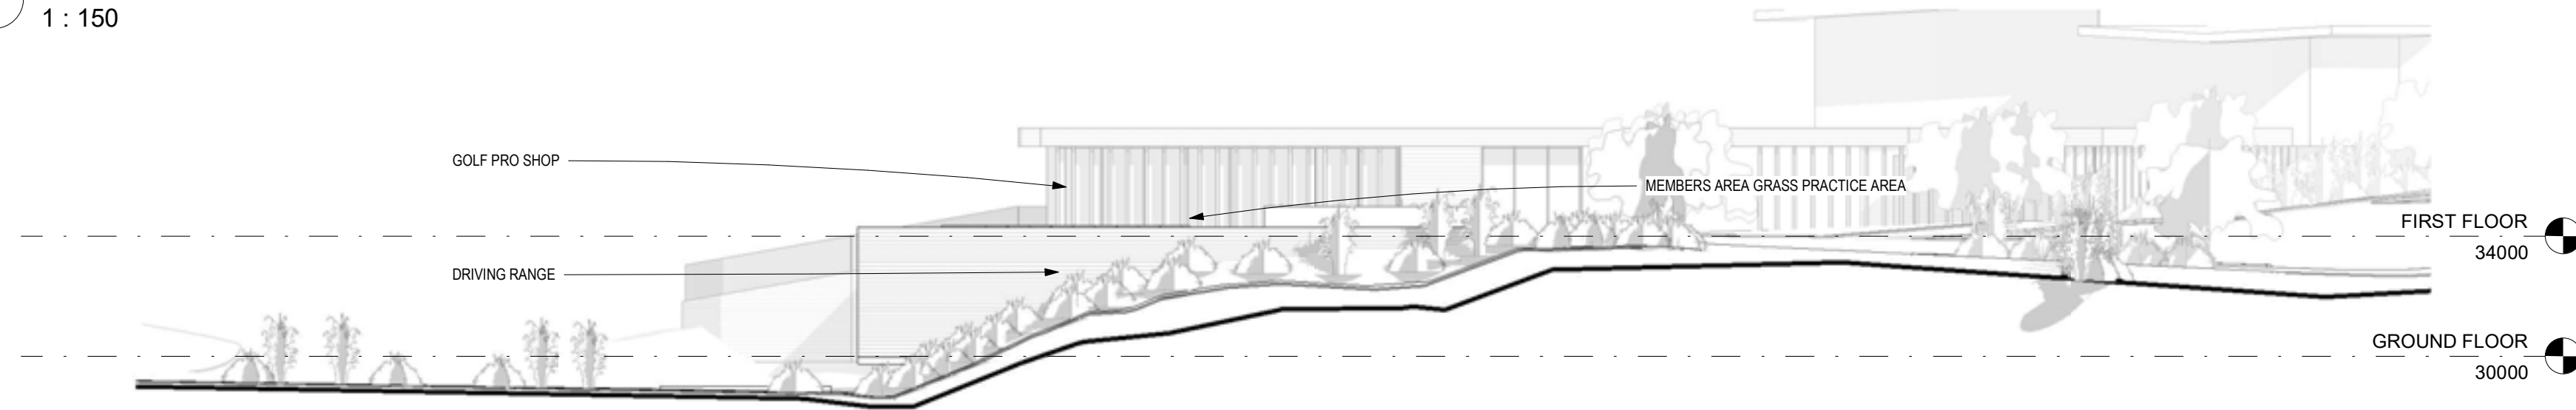 1 : 150
GOLF PRO SHOP
MEMBERS AREA GRASS PRACTICE AREA
FIRST FLOOR
34000
DRIVING RANGE
GROUND FLOOR
30000